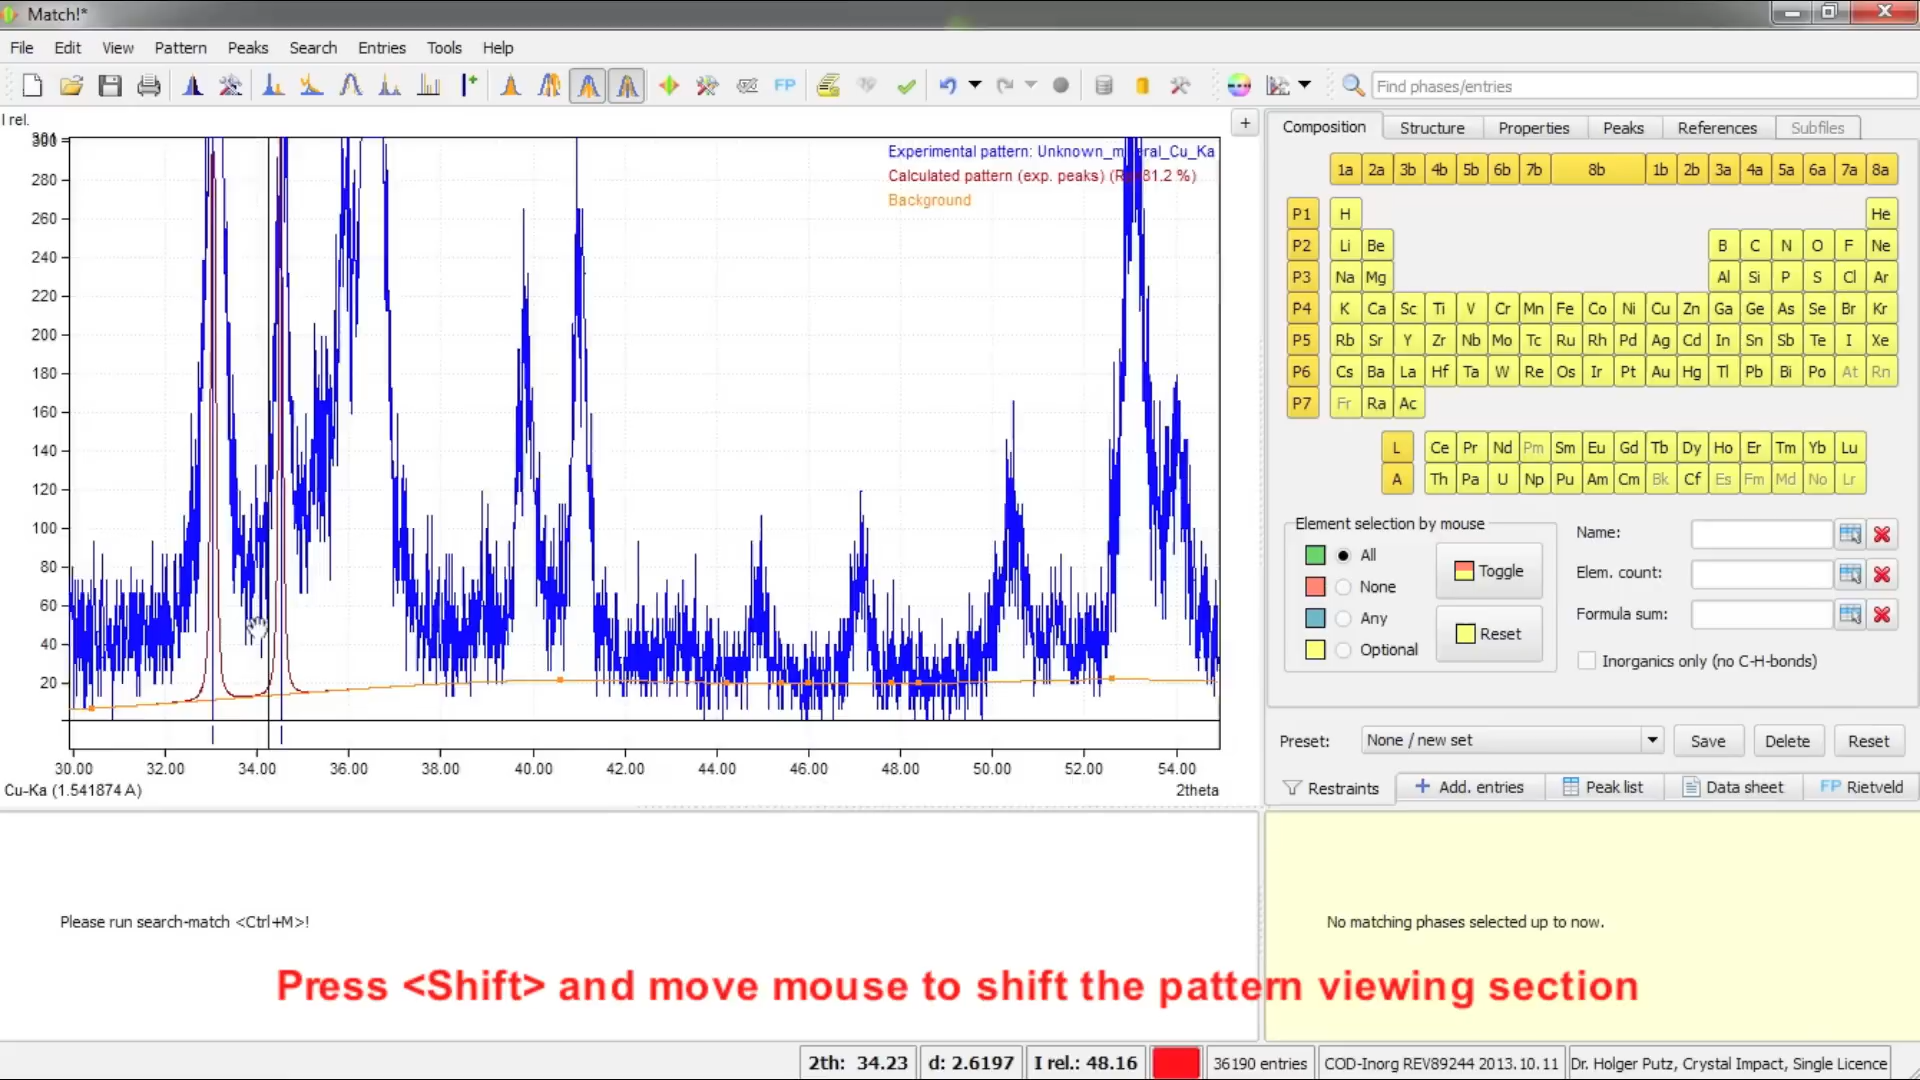 Match!*
File Edit View Pattern Peaks Search Entries Tools Help
FP Find phases/entries
I rel.
Experimental pattern: Unknown_m eral_Cu_Ka
Calculated pattern (exp. peaks) (R 81.2 %)
Background
300
280
260
240
220
200
180
160
140
120
100
80
60
40
20
30.00 32.00 34.00 36.00 38.00 40.00 42.00 44.00 46.00 48.00 50.00 52.00 54.00
Cu-Ka (1.541874 A) 2theta
Composition Structure Properties Peaks References Subfiles
1a 2a 3b 4b 5b 6b 7b 8b 1b 2b 3a 4a 5a 6a 7a 8a
P1 H He
P2 Li Be B C N O F Ne
P3 Na Mg Al Si P S Cl Ar
P4 K Ca Sc Ti V Cr Mn Fe Co Ni Cu Zn Ga Ge As Se Br Kr
P5 Rb Sr Y Zr Nb Mo Tc Ru Rh Pd Ag Cd In Sn Sb Te I Xe
P6 Cs Ba La Hf Ta W Re Os Ir Pt Au Hg Tl Pb Bi Po At Rn
P7 Fr Ra Ac
L Ce Pr Nd Pm Sm Eu Gd Tb Dy Ho Er Tm Yb Lu
A Th Pa U Np Pu Am Cm Bk Cf Es Fm Md No Lr
Element selection by mouse
All
None
Any
Optional
Toggle
Reset
Name:
Elem. count:
Formula sum:
Inorganics only (no C-H-bonds)
Preset: None / new set Save Delete Reset
Restraints Add. entries Peak list Data sheet FP Rietveld
Please run search-match <Ctrl+M>!
No matching phases selected up to now.
Press <Shift> and move mouse to shift the pattern viewing section
2th: 34.23 d: 2.6197 I rel.: 48.16 36190 entries COD-Inorg REV89244 2013.10.11 Dr. Holger Putz, Crystal Impact, Single Licence